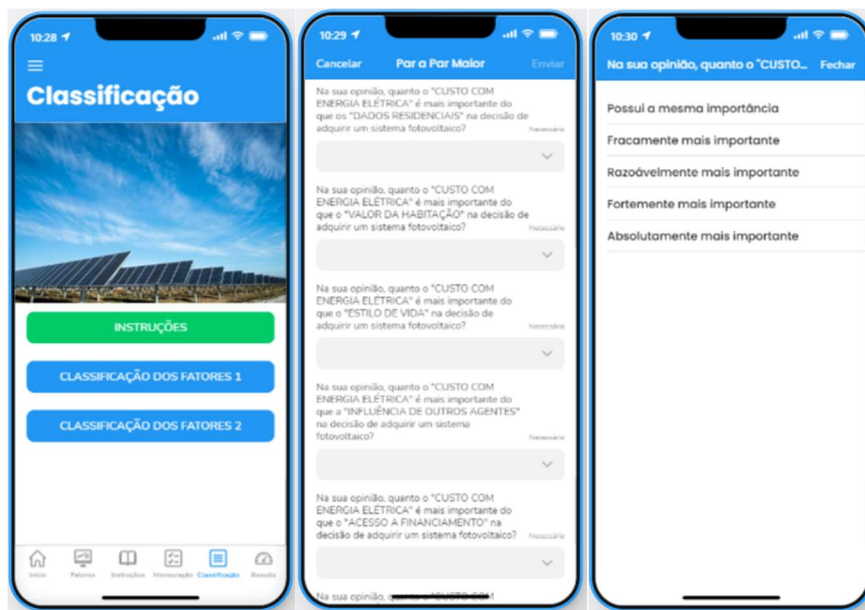 10:28
Classificação
INSTRUÇÕES
CLASSIFICAÇÃO DOS FATORES 1
CLASSIFICAÇÃO DOS FATORES 2
Início Fatores Instruções Mensuração Classificação Results
10:29
Cancelar Par a Par Maior Enviar
Na sua opinião, quanto o "CUSTO COM
ENERGIA ELÉTRICA" é mais importante do
que os "DADOS RESIDENCIAIS" na decisão de
adquirir um sistema fotovoltaico? Necessário
Na sua opinião, quanto o "CUSTO COM
ENERGIA ELÉTRICA" é mais importante do
que o "VALOR DA HABITAÇÃO" na decisão de
adquirir um sistema fotovoltaico? Necessário
Na sua opinião, quanto o "CUSTO COM
ENERGIA ELÉTRICA" é mais importante do
que o "ESTILO DE VIDA" na decisão de
adquirir um sistema fotovoltaico? Necessário
Na sua opinião, quanto o "CUSTO COM
ENERGIA ELÉTRICA" é mais importante do
que a "INFLUÊNCIA DE OUTROS AGENTES"
na decisão de adquirir um sistema
fotovoltaico? Necessário
Na sua opinião, quanto o "CUSTO COM
ENERGIA ELÉTRICA" é mais importante do
que o "ACESSO A FINANCIAMENTO" na
decisão de adquirir um sistema fotovoltaico? Necessário
Na sua opinião, quanto o "CUSTO COM
10:30
Na sua opinião, quanto o "CUSTO... Fechar
Possui a mesma importância
Fracamente mais importante
Razoávelmente mais importante
Fortemente mais importante
Absolutamente mais importante